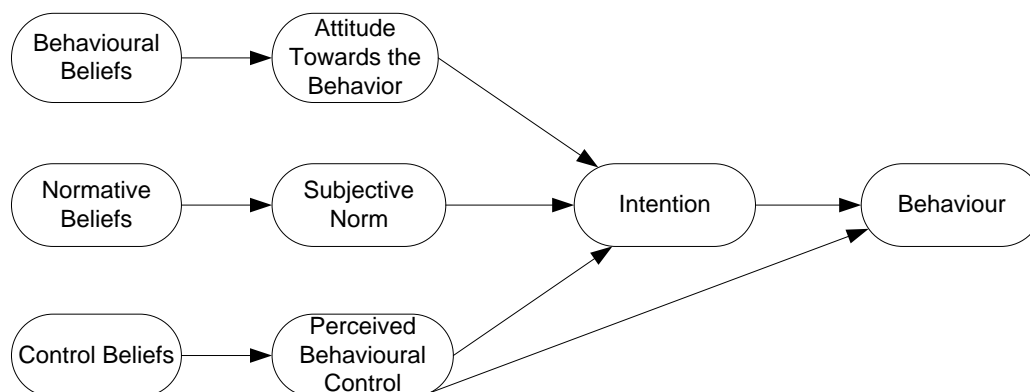 Behavioural
Beliefs
Attitude
Towards the
Behavior
Normative
Beliefs
Subjective
Norm
Intention
Behaviour
Control Beliefs
Perceived
Behavioural
Control